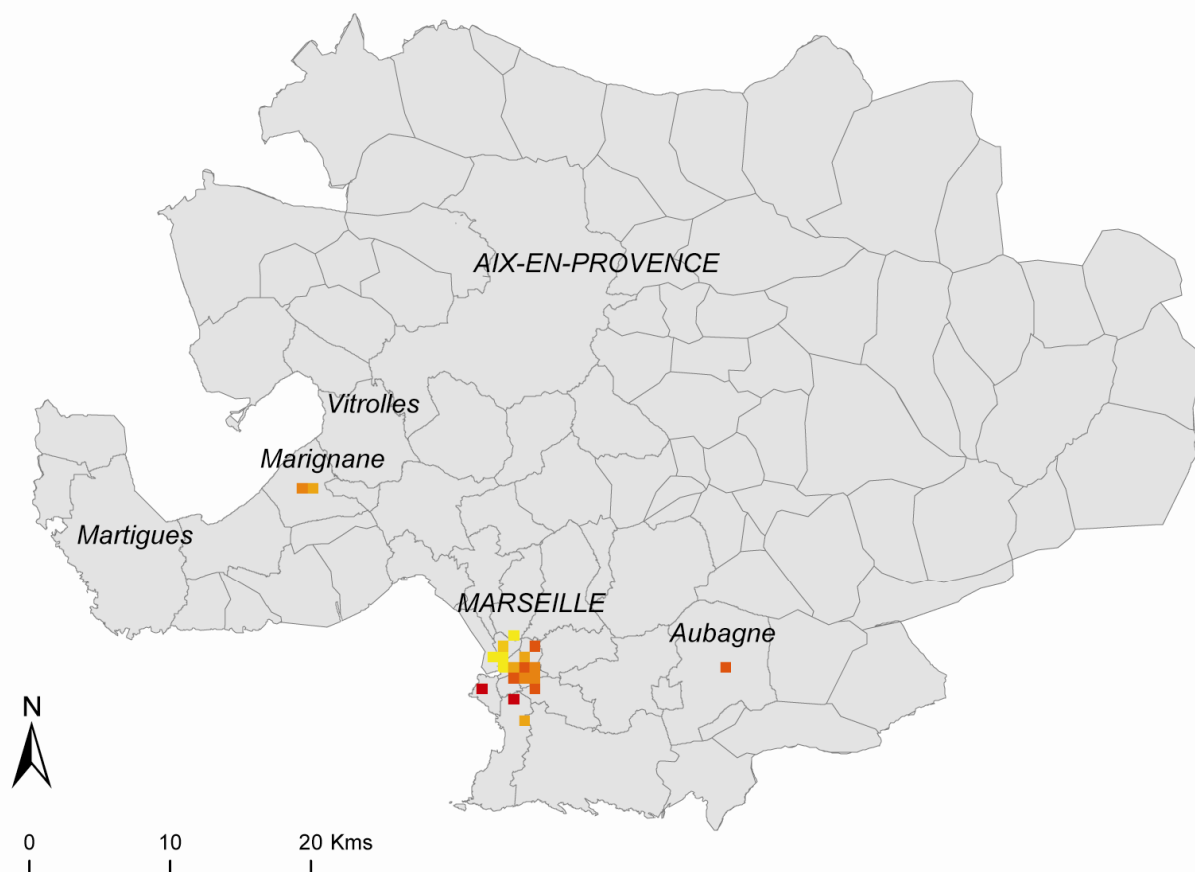 AIX-EN-PROVENCE
Vitrolles
Marignane
Martigues
MARSEILLE
Aubagne
N
0 10 20 Kms